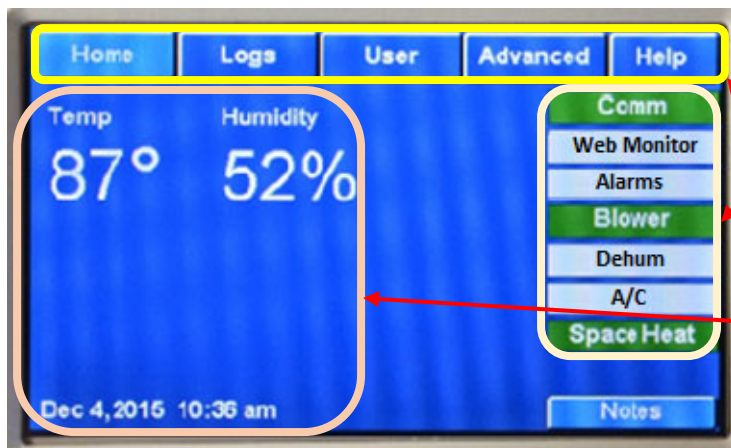 Home Logs User Advanced Help
Temp Humidity
87° 52%
Comm
Web Monitor
Alarms
Blower
Dehum
A/C
Space Heat
Dec 4, 2015 10:36 am
Notes